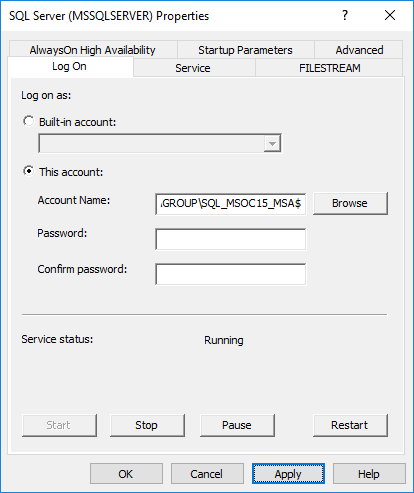 SQL Server (MSSQLSERVER) Properties
AlwaysOn High Availability Startup Parameters Advanced
Log On Service FILESTREAM
Log on as:
Built-in account:
This account:
Account Name: \GROUP\SQL_MSOC15_MSA$ Browse
Password:
Confirm password:
Service status: Running
Start Stop Pause Restart
OK Cancel Apply Help